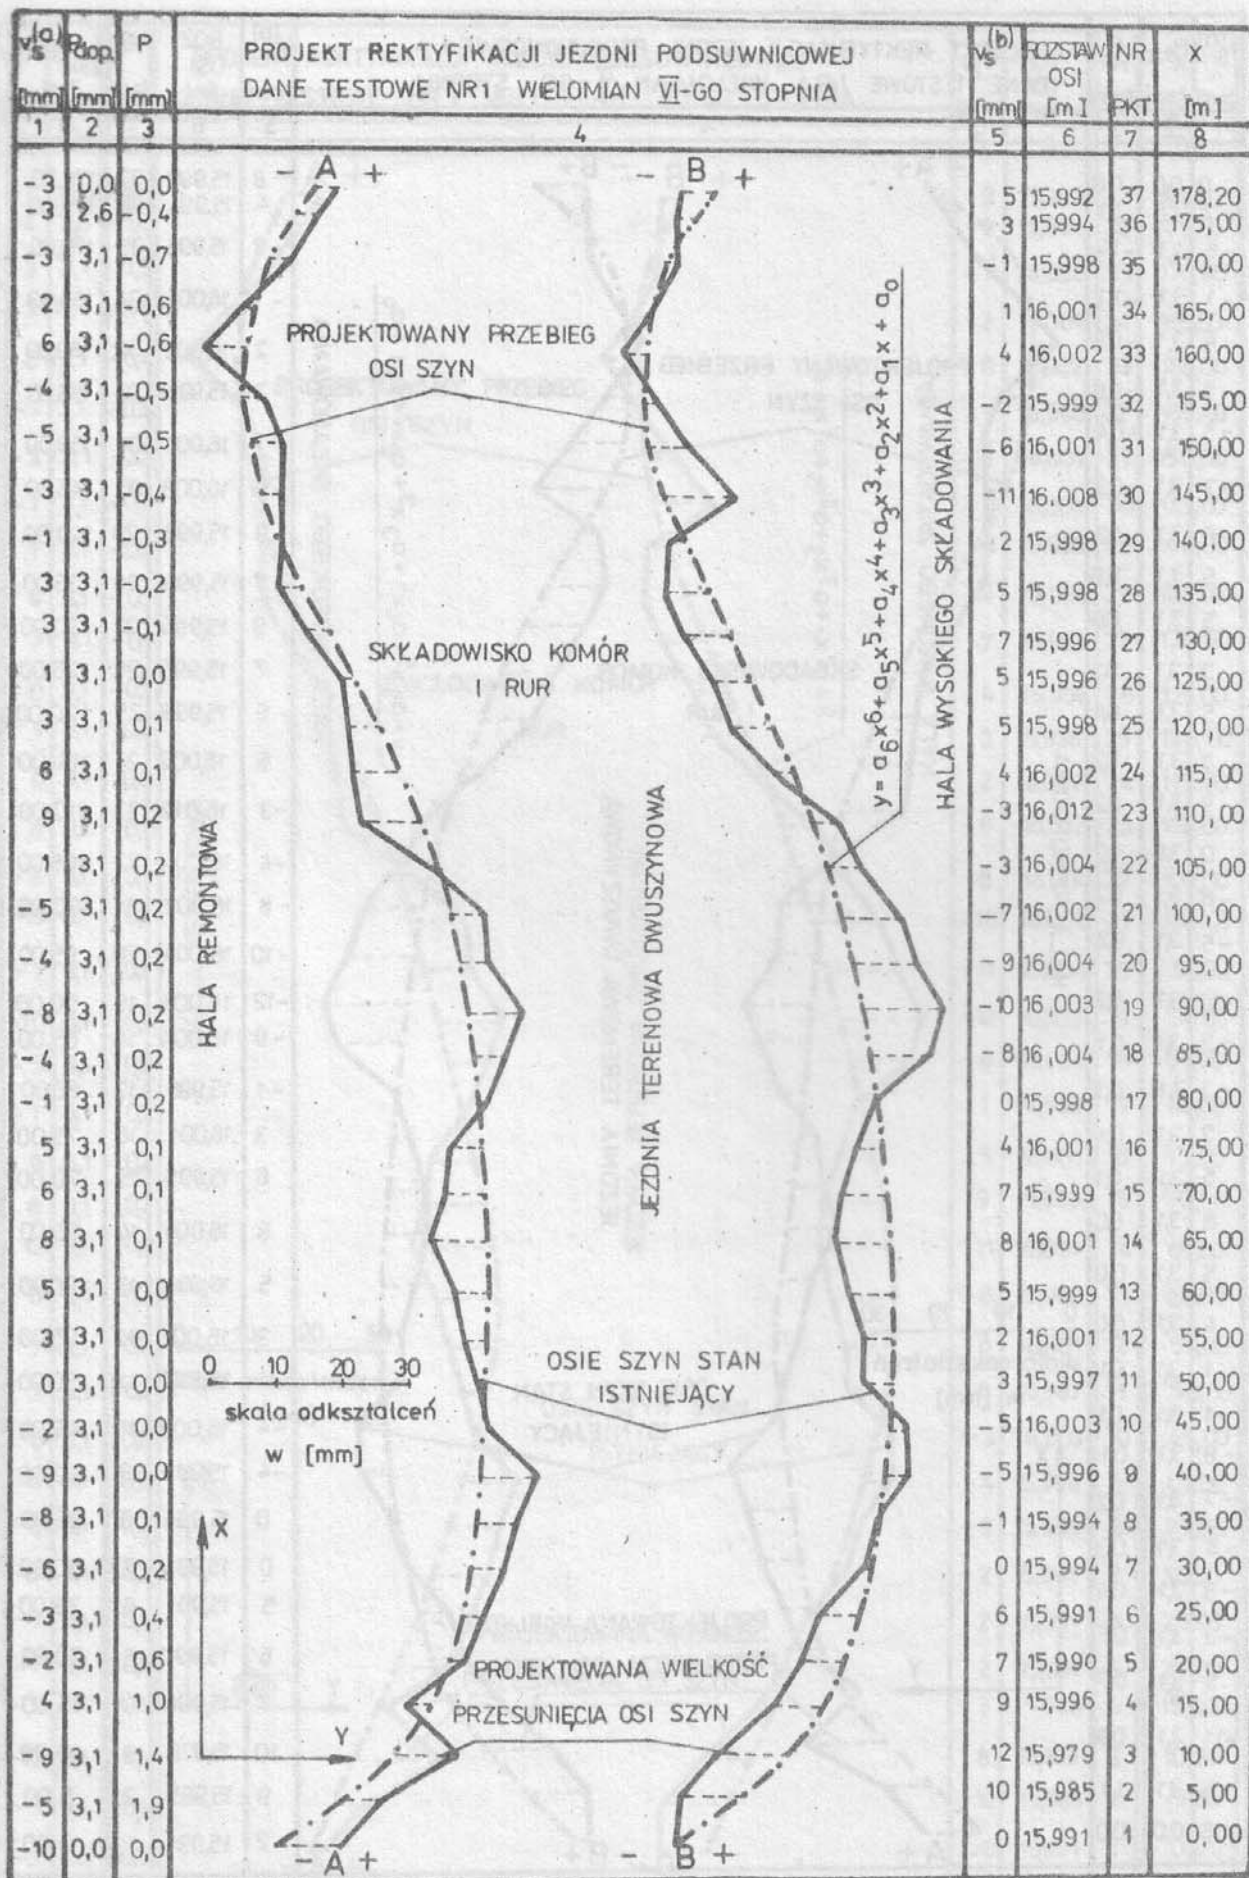 vs(a) Pdop. P PROJEKT REKTYFIKACJI JEZDNI PODSUWNICOWEJ vs(b) ROZSTAW OSI NR X
[mm] [mm] [mm] DANE TESTOWE NR1 WIELOMIAN VI-GO STOPNIA [mm] [m] PKT [m]
1 2 3 4 5 6 7 8
- A + - B +
-3 0,0 0,0 5 15,992 37 178,20
-3 2,6 -0,4 3 15,994 36 175,00
-3 3,1 -0,7 -1 15,998 35 170,00
2 3,1 -0,6 1 16,001 34 165,00
6 3,1 -0,6 4 16,002 33 160,00
-4 3,1 -0,5 -2 15,999 32 155,00
-5 3,1 -0,5 -6 16,001 31 150,00
-3 3,1 -0,4 -11 16,008 30 145,00
-1 3,1 -0,3 2 15,998 29 140,00
3 3,1 -0,2 5 15,998 28 135,00
3 3,1 -0,1 7 15,996 27 130,00
1 3,1 0,0 5 15,996 26 125,00
3 3,1 0,1 5 15,998 25 120,00
6 3,1 0,1 4 16,002 24 115,00
9 3,1 0,2 -3 16,012 23 110,00
1 3,1 0,2 -3 16,004 22 105,00
-5 3,1 0,2 -7 16,002 21 100,00
-4 3,1 0,2 -9 16,004 20 95,00
-8 3,1 0,2 -10 16,003 19 90,00
-4 3,1 0,2 -8 16,004 18 85,00
-1 3,1 0,2 0 15,998 17 80,00
5 3,1 0,1 4 16,001 16 75,00
6 3,1 0,1 7 15,999 15 70,00
8 3,1 0,1 8 16,001 14 65,00
5 3,1 0,0 5 15,999 13 60,00
3 3,1 0,0 2 16,001 12 55,00
0 3,1 0,0 3 15,997 11 50,00
-2 3,1 0,0 -5 16,003 10 45,00
-9 3,1 0,0 -5 15,996 9 40,00
-8 3,1 0,1 -1 15,994 8 35,00
-6 3,1 0,2 0 15,994 7 30,00
-3 3,1 0,4 6 15,991 6 25,00
-2 3,1 0,6 7 15,990 5 20,00
4 3,1 1,0 9 15,996 4 15,00
-9 3,1 1,4 12 15,979 3 10,00
-5 3,1 1,9 10 15,985 2 5,00
-10 0,0 0,0 0 15,991 1 0,00
PROJEKTOWANY PRZEBIEG
OSI SZYN
SKŁADOWISKO KOMÓR
I RUR
HALA REMONTOWA
JEZDNIA TERENOWA DWUSZYNOWA
y = a6x6+a5x5+a4x4+a3x3+a2x2+a1x + a0
HALA WYSOKIEGO SKŁADOWANIA
OSIE SZYN STAN
ISTNIEJĄCY
0 10 20 30
skala odkształceń
w [mm]
X
Y
PROJEKTOWANA WIELKOŚĆ
PRZESUNIĘCIA OSI SZYN
- A + - B +